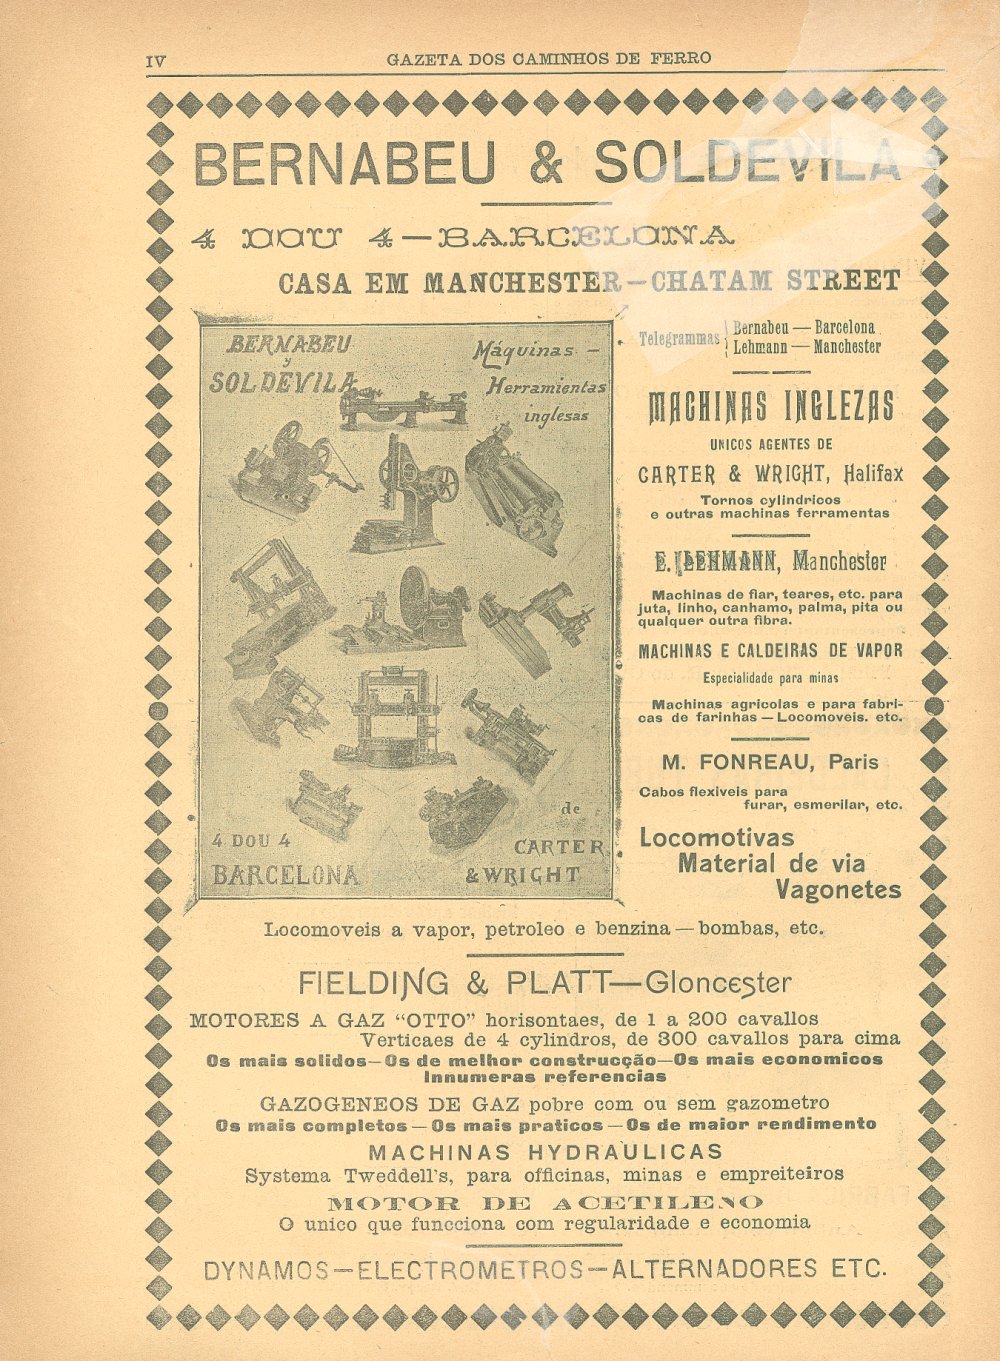 IV
GAZETA DOS CAMINHOS DE FERRO
BERNABEU & SOLDEVILA
4 DOU 4 — BARCELONA
CASA EM MANCHESTER — CHATAM STREET
BERNABEU
y
SOLDEVILA
Máquinas —
Herramientas
inglesas
4 DOU 4
BARCELONA
de
CARTER
& WRIGHT
Telegrammas
Bernabeu — Barcelona
Lehmann — Manchester
MACHINAS INGLEZAS
UNICOS AGENTES DE
CARTER & WRIGHT, Halifax
Tornos cylindricos
e outras machinas ferramentas
E. LEHMANN, Manchester
Machinas de fiar, teares, etc. para
juta, linho, canhamo, palma, pita ou
qualquer outra fibra.
MACHINAS E CALDEIRAS DE VAPOR
Especialidade para minas
Machinas agricolas e para fabri-
cas de farinhas — Locomoveis. etc.
M. FONREAU, Paris
Cabos flexiveis para
furar, esmerilar, etc.
Locomotivas
Material de via
Vagonetes
Locomoveis a vapor, petroleo e benzina — bombas, etc.
FIELDING & PLATT — Gloncester
MOTORES A GAZ "OTTO" horisontaes, de 1 a 200 cavallos
Verticaes de 4 cylindros, de 300 cavallos para cima
Os mais solidos — Os de melhor construcção — Os mais economicos
Innumeras referencias
GAZOGENEOS DE GAZ pobre com ou sem gazometro
Os mais completos — Os mais praticos — Os de maior rendimento
MACHINAS HYDRAULICAS
Systema Tweddell's, para officinas, minas e empreiteiros
MOTOR DE ACETILENO
O unico que funcciona com regularidade e economia
DYNAMOS — ELECTROMETROS — ALTERNADORES ETC.